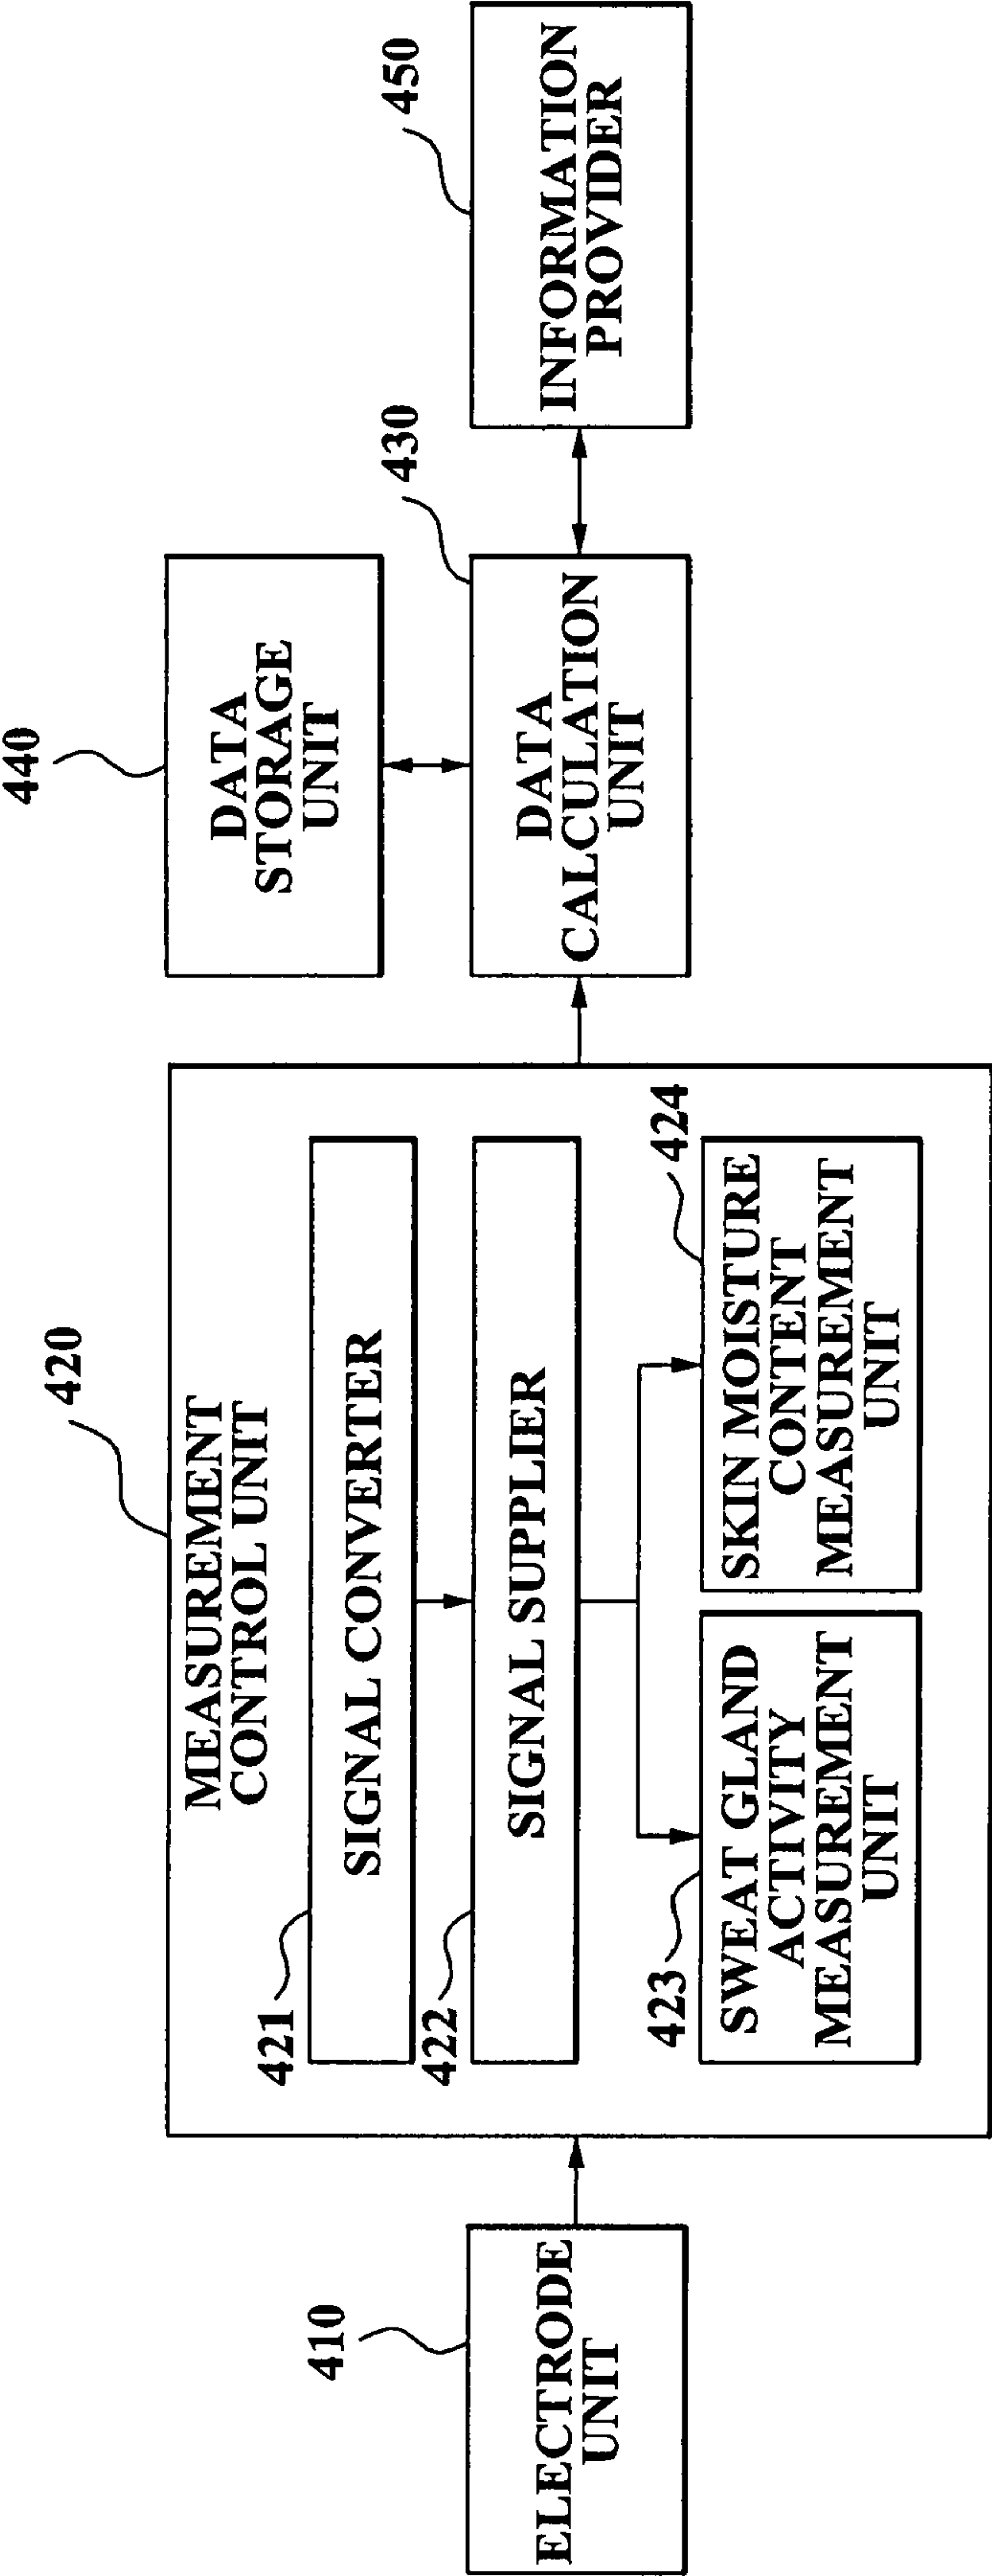 440
450
430
420
DATA
STORAGE
UNIT
INFORMATION
PROVIDER
DATA
CALCULATION
UNIT
MEASUREMENT
CONTROL UNIT
421
SIGNAL CONVERTER
422
SIGNAL SUPPLIER
423
SWEAT GLAND
ACTIVITY
MEASUREMENT
UNIT
424
SKIN MOISTURE
CONTENT
MEASUREMENT
UNIT
410
ELECTRODE
UNIT